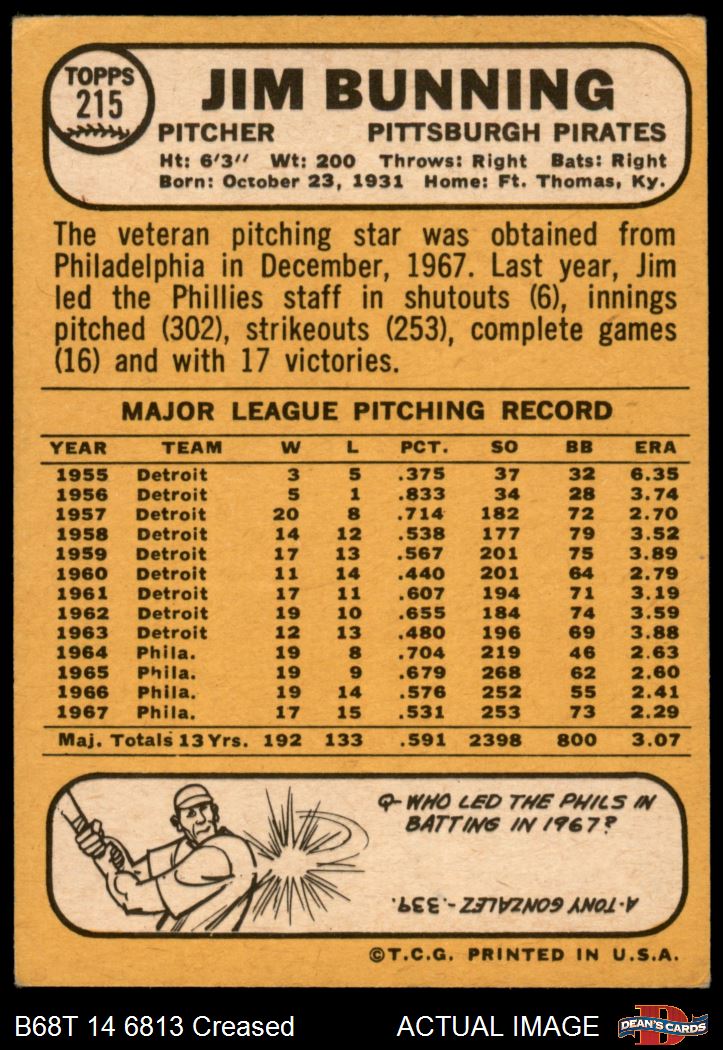 TOPPS
215
JIM BUNNING
PITCHER PITTSBURGH PIRATES
Ht: 6'3" Wt: 200 Throws: Right Bats: Right
Born: October 23, 1931 Home: Ft. Thomas, Ky.
The veteran pitching star was obtained from
Philadelphia in December, 1967. Last year, Jim
led the Phillies staff in shutouts (6), innings
pitched (302), strikeouts (253), complete games
(16) and with 17 victories.
MAJOR LEAGUE PITCHING RECORD
YEAR TEAM W L PCT. SO BB ERA
1955 Detroit 3 5 .375 37 32 6.35
1956 Detroit 5 1 .833 34 28 3.74
1957 Detroit 20 8 .714 182 72 2.70
1958 Detroit 14 12 .538 177 79 3.52
1959 Detroit 17 13 .567 201 75 3.89
1960 Detroit 11 14 .440 201 64 2.79
1961 Detroit 17 11 .607 194 71 3.19
1962 Detroit 19 10 .655 184 74 3.59
1963 Detroit 12 13 .480 196 69 3.88
1964 Phila. 19 8 .704 219 46 2.63
1965 Phila. 19 9 .679 268 62 2.60
1966 Phila. 19 14 .576 252 55 2.41
1967 Phila. 17 15 .531 253 73 2.29
Maj. Totals 13 Yrs. 192 133 .591 2398 800 3.07
Q-WHO LED THE PHILS IN
BATTING IN 1967?
A-TONY GONZALEZ-.339.
©T.C.G. PRINTED IN U.S.A.
B68T 14 6813 Creased ACTUAL IMAGE
D
DEAN'S CARDS